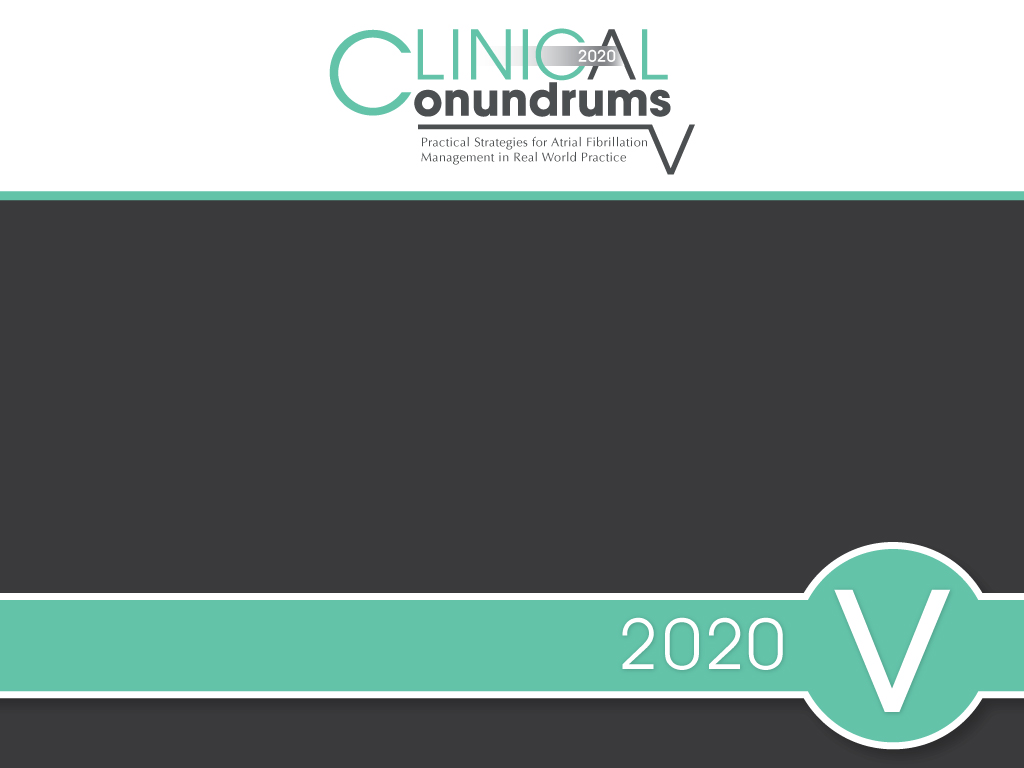 CLINICAL
2020
Conundrums
Practical Strategies for Atrial Fibrillation
Management in Real World Practice
V
2020
V